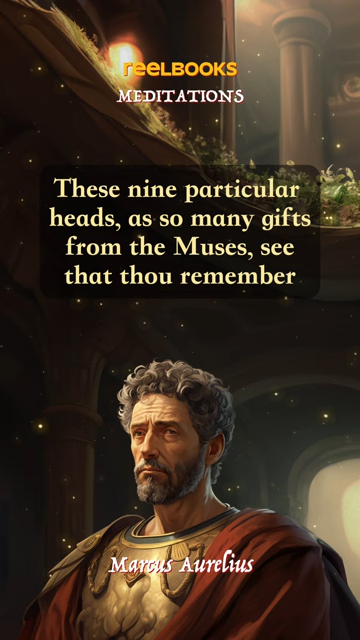 reelbooks
MEDITATIONS
These nine particular
heads, as so many gifts
from the Muses, see
that thou remember
Marcus Aurelius